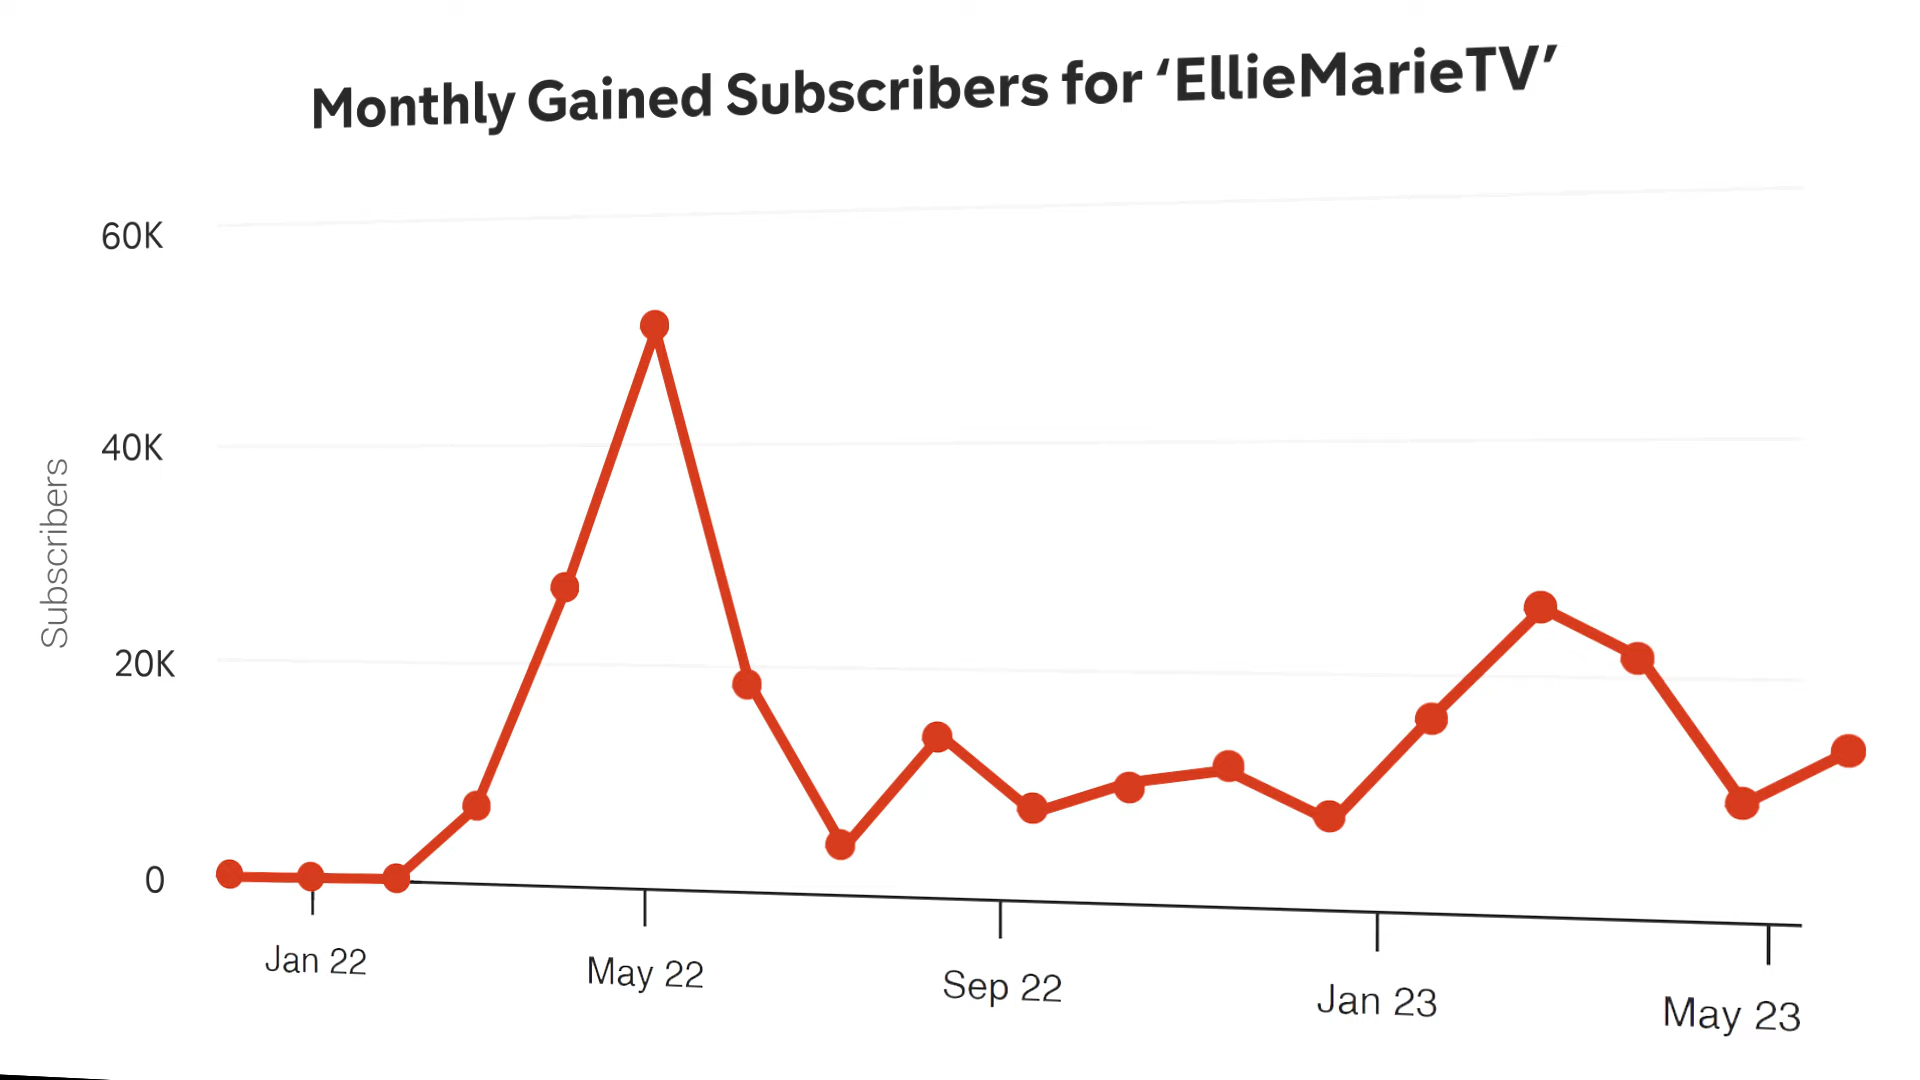 Monthly Gained Subscribers for ‘EllieMarieTV’
60K
40K
20K
0
Subscribers
Jan 22
May 22
Sep 22
Jan 23
May 23